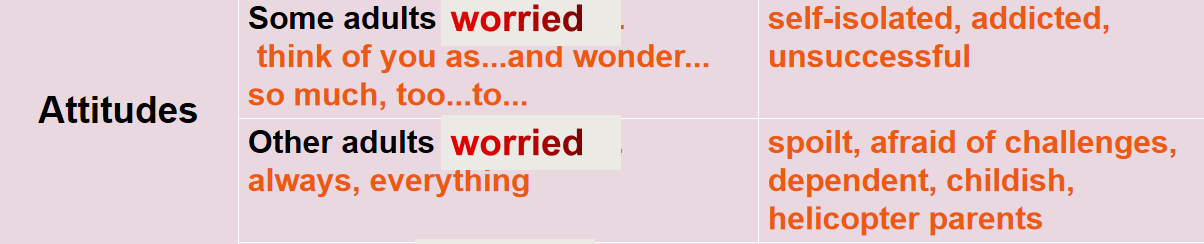 Attitudes
Some adults worried .
think of you as...and wonder...
so much, too...to...
self-isolated, addicted,
unsuccessful
Other adults worried .
always, everything
spoilt, afraid of challenges,
dependent, childish,
helicopter parents